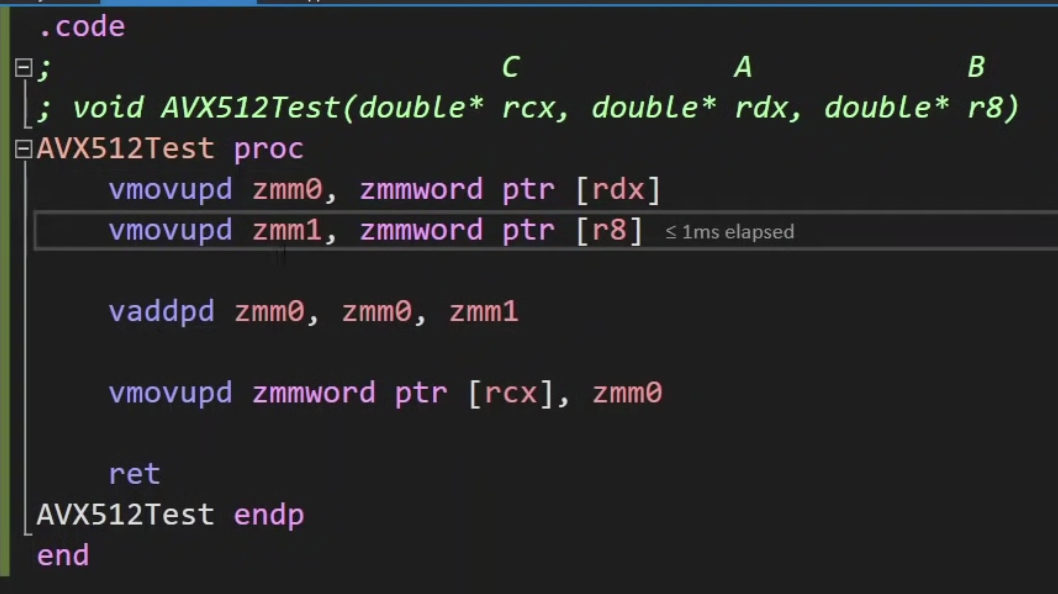 .code
; C A B
; void AVX512Test(double* rcx, double* rdx, double* r8)
AVX512Test proc
vmovupd zmm0, zmmword ptr [rdx]
vmovupd zmm1, zmmword ptr [r8] ≤ 1ms elapsed
vaddpd zmm0, zmm0, zmm1
vmovupd zmmword ptr [rcx], zmm0
ret
AVX512Test endp
end